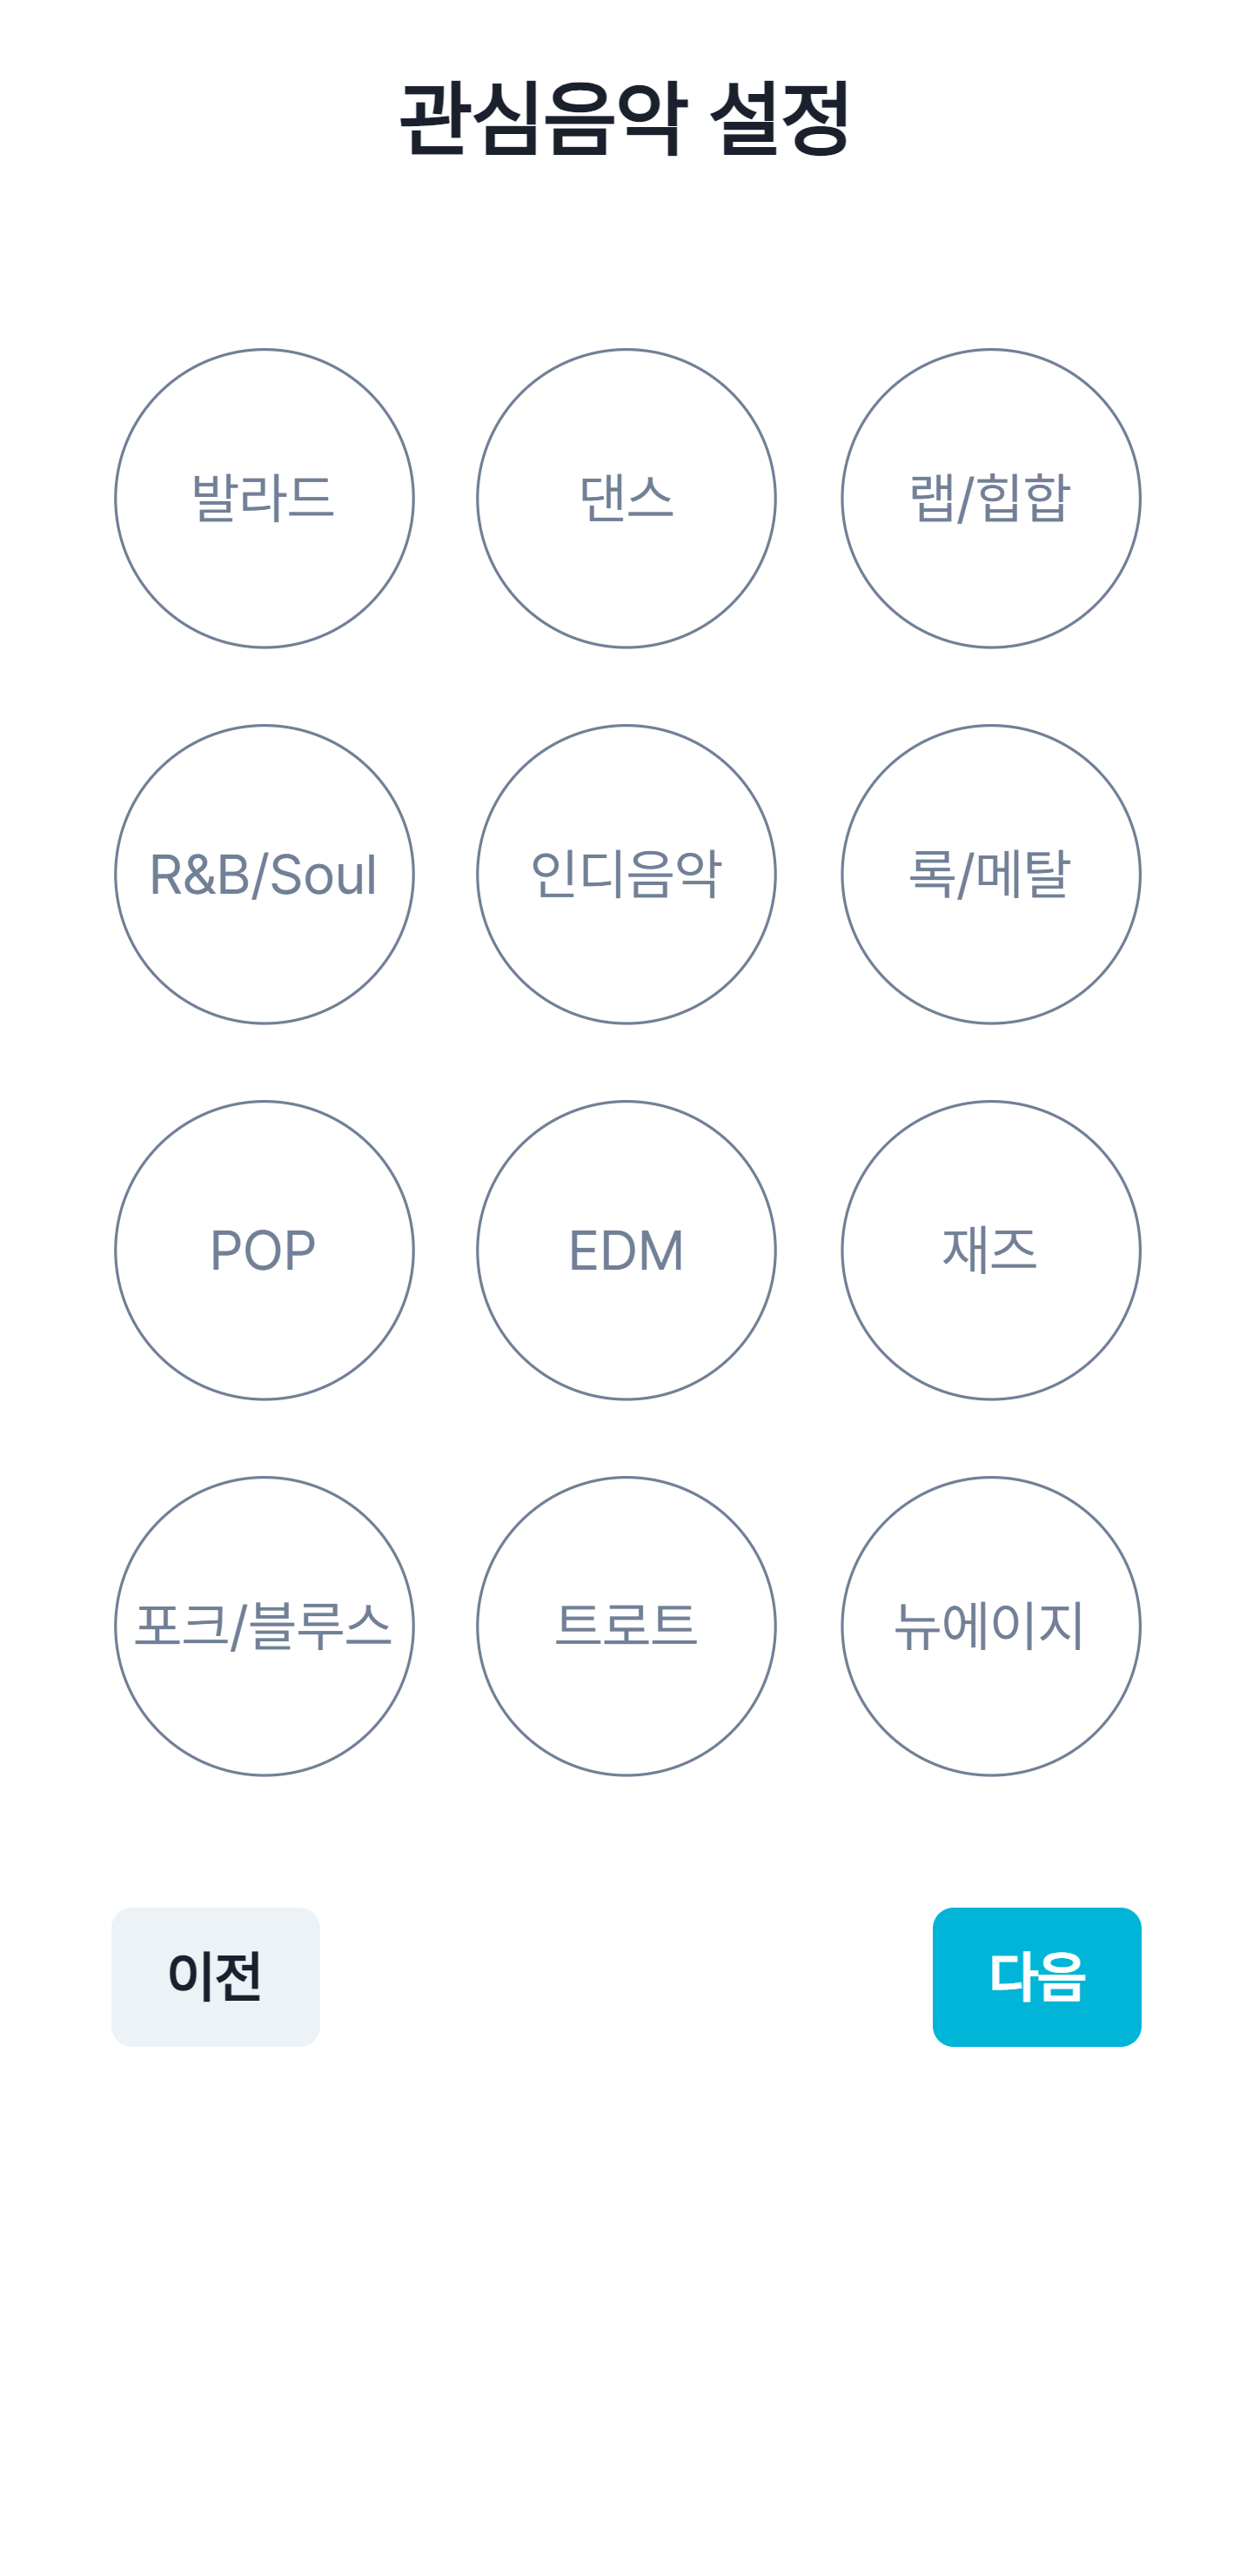 관심음악 설정
발라드
댄스
랩/힙합
R&B/Soul
인디음악
록/메탈
POP
EDM
재즈
포크/블루스
트로트
뉴에이지
이전
다음